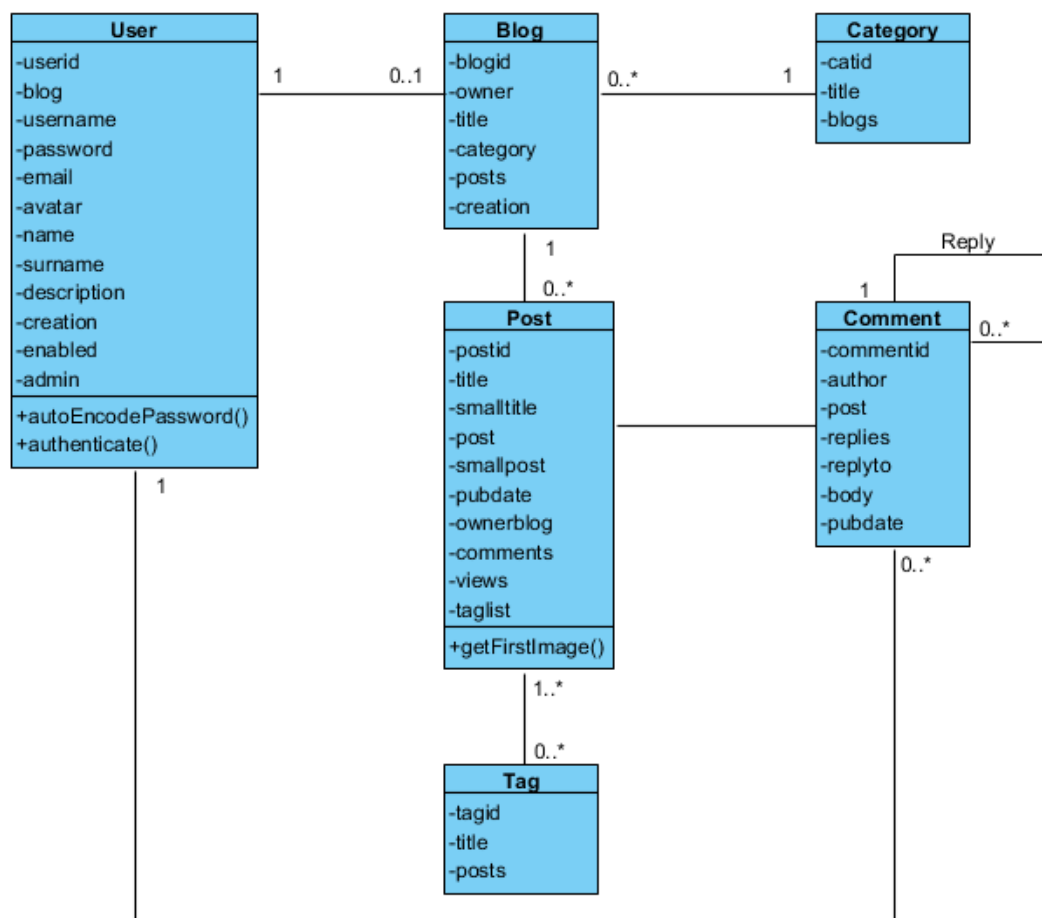 User
-userid
-blog
-username
-password
-email
-avatar
-name
-surname
-description
-creation
-enabled
-admin
+autoEncodePassword()
+authenticate()
1
0..1
Blog
-blogid
-owner
-title
-category
-posts
-creation
0..*
1
Category
-catid
-title
-blogs
1
0..*
Post
-postid
-title
-smalltitle
-post
-smallpost
-pubdate
-ownerblog
-comments
-views
-taglist
+getFirstImage()
Reply
1
0..*
Comment
-commentid
-author
-post
-replies
-replyto
-body
-pubdate
1
0..*
1..*
0..*
Tag
-tagid
-title
-posts